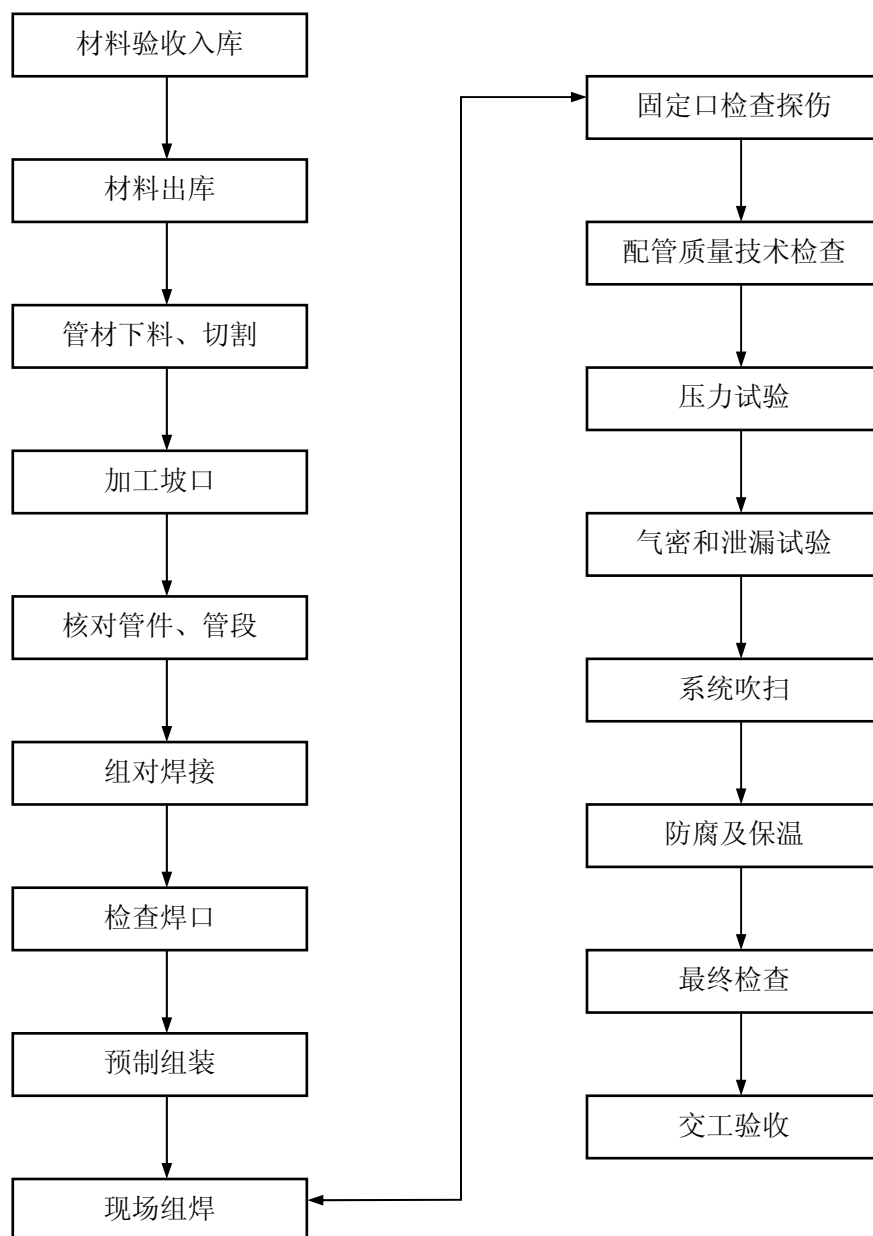 材料验收入库
材料出库
管材下料、切割
加工坡口
核对管件、管段
组对焊接
检查焊口
预制组装
现场组焊
固定口检查探伤
配管质量技术检查
压力试验
气密和泄漏试验
系统吹扫
防腐及保温
最终检查
交工验收